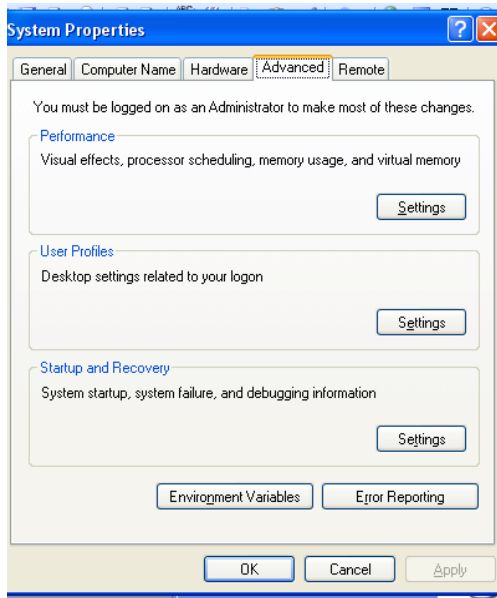 System Properties
General Computer Name Hardware Advanced Remote
You must be logged on as an Administrator to make most of these changes.
Performance
Visual effects, processor scheduling, memory usage, and virtual memory
Settings
User Profiles
Desktop settings related to your logon
Settings
Startup and Recovery
System startup, system failure, and debugging information
Settings
Environment Variables Error Reporting
OK Cancel Apply